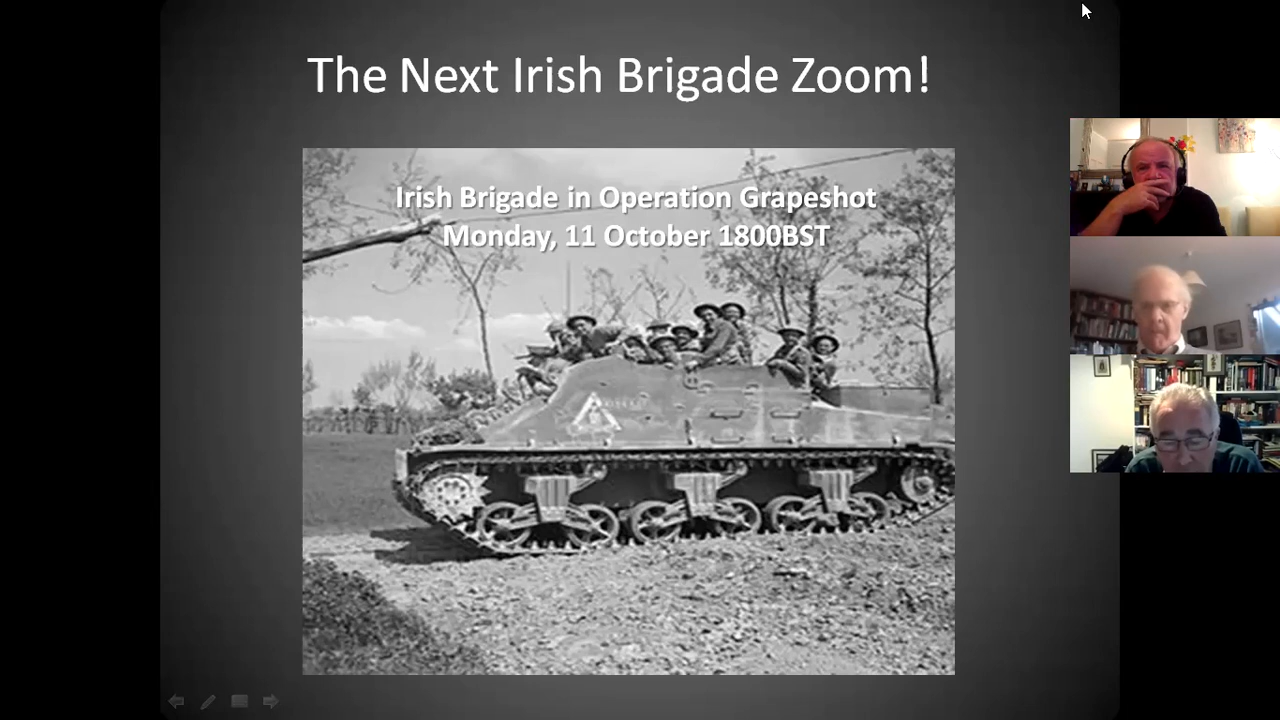 The Next Irish Brigade Zoom!
Irish Brigade in Operation Grapeshot
Monday, 11 October 1800BST